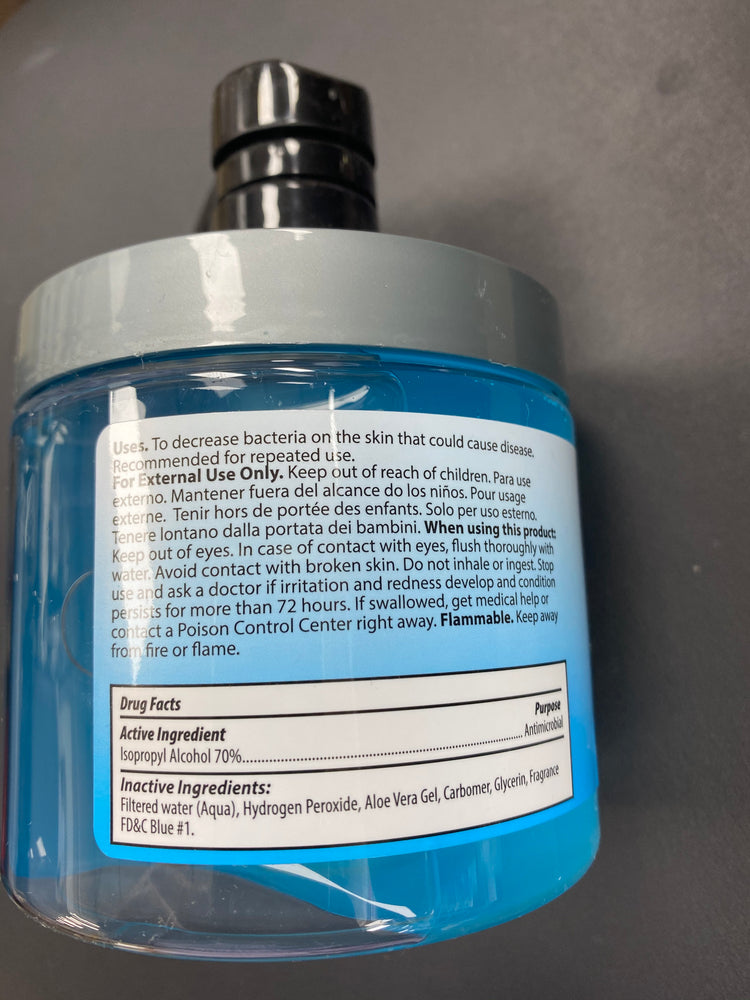 Uses. To decrease bacteria on the skin that could cause disease.
Recommended for repeated use.
For External Use Only. Keep out of reach of children. Para use
externo. Mantener fuera del alcance do los niños. Pour usage
externe. Tenir hors de portée des enfants. Solo per uso esterno.
Tenere lontano dalla portata dei bambini. When using this product:
Keep out of eyes. In case of contact with eyes, flush thoroughly with
water. Avoid contact with broken skin. Do not inhale or ingest. Stop
use and ask a doctor if irritation and redness develop and condition
persists for more than 72 hours. If swallowed, get medical help or
contact a Poison Control Center right away. Flammable. Keep away
from fire or flame.
Drug Facts
Active Ingredient Purpose
Isopropyl Alcohol 70%........................................................................ Antimicrobial
Inactive Ingredients:
Filtered water (Aqua), Hydrogen Peroxide, Aloe Vera Gel, Carbomer, Glycerin, Fragrance
FD&C Blue #1.